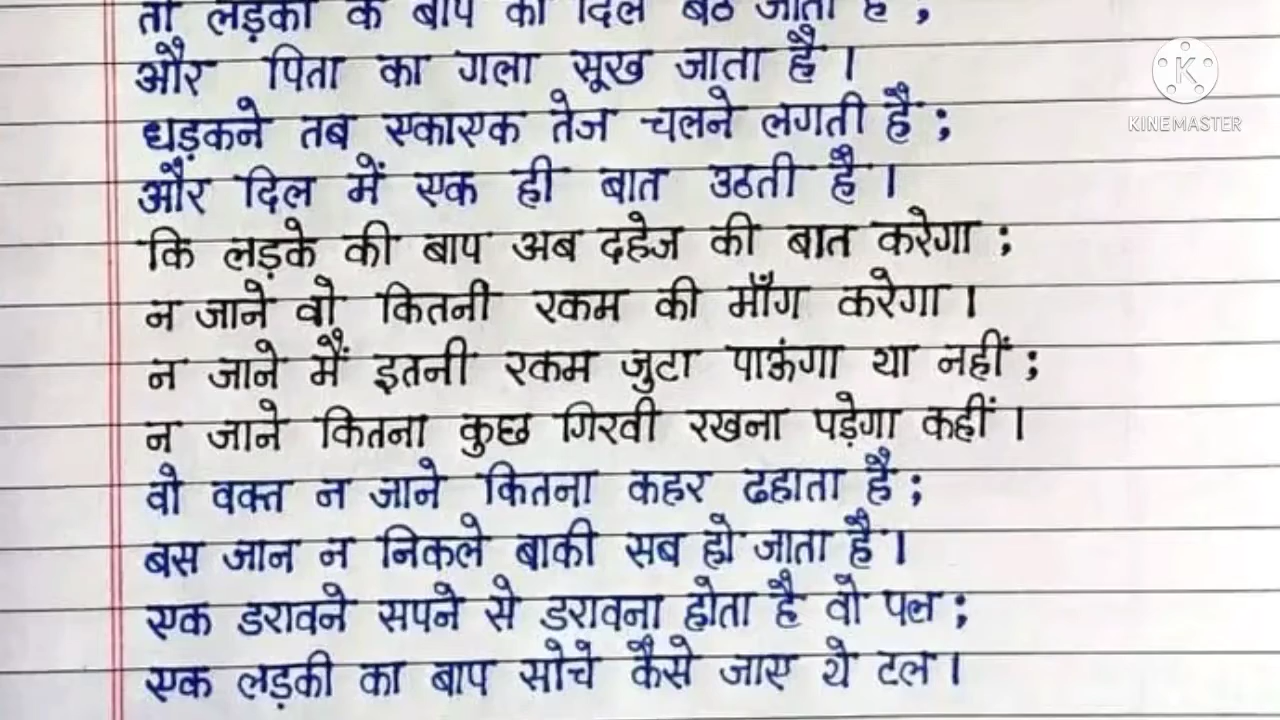 तो लड़की के बाप का दिल बैठ जाता है ;
और पिता का गला सूख जाता है ।
K
KINEMASTER
धड़कने तब एकाएक तेज चलने लगती है ;
और दिल में एक ही बात उठती है ।
कि लड़के की बाप अब दहेज की बात करेगा ;
न जाने वो कितनी रकम की माँग करेगा ।
न जाने मैं इतनी रकम जुटा पाऊंगा या नहीं ;
न जाने कितना कुछ गिरवी रखना पड़ेगा कहीं ।
वो वक्त न जाने कितना कहर ढहाता है ;
बस जान न निकले बाकी सब हो जाता है ।
एक डरावने सपने से डरावना होता है वो पल ;
एक लड़की का बाप सोचे कैसे जाए ये टल ।